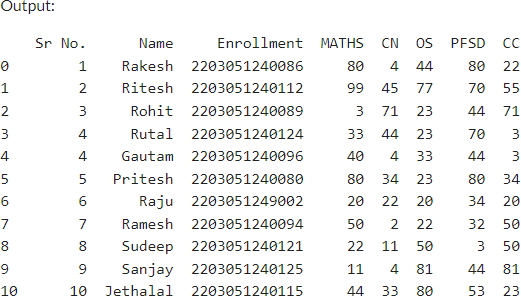 Output:
Sr No. Name Enrollment MATHS CN OS PFSD CC
0 1 Rakesh 2203051240086 80 4 44 80 22
1 2 Ritesh 2203051240112 99 45 77 70 55
2 3 Rohit 2203051240089 3 71 23 44 71
3 4 Rutal 2203051240124 33 44 23 70 3
4 4 Gautam 2203051240096 40 4 33 44 3
5 5 Pritesh 2203051240080 80 34 23 80 34
6 6 Raju 2203051249002 20 22 20 34 20
7 7 Ramesh 2203051240094 50 2 22 32 50
8 8 Sudeep 2203051240121 22 11 50 3 50
9 9 Sanjay 2203051240125 11 4 81 44 81
10 10 Jethalal 2203051240115 44 33 80 53 23